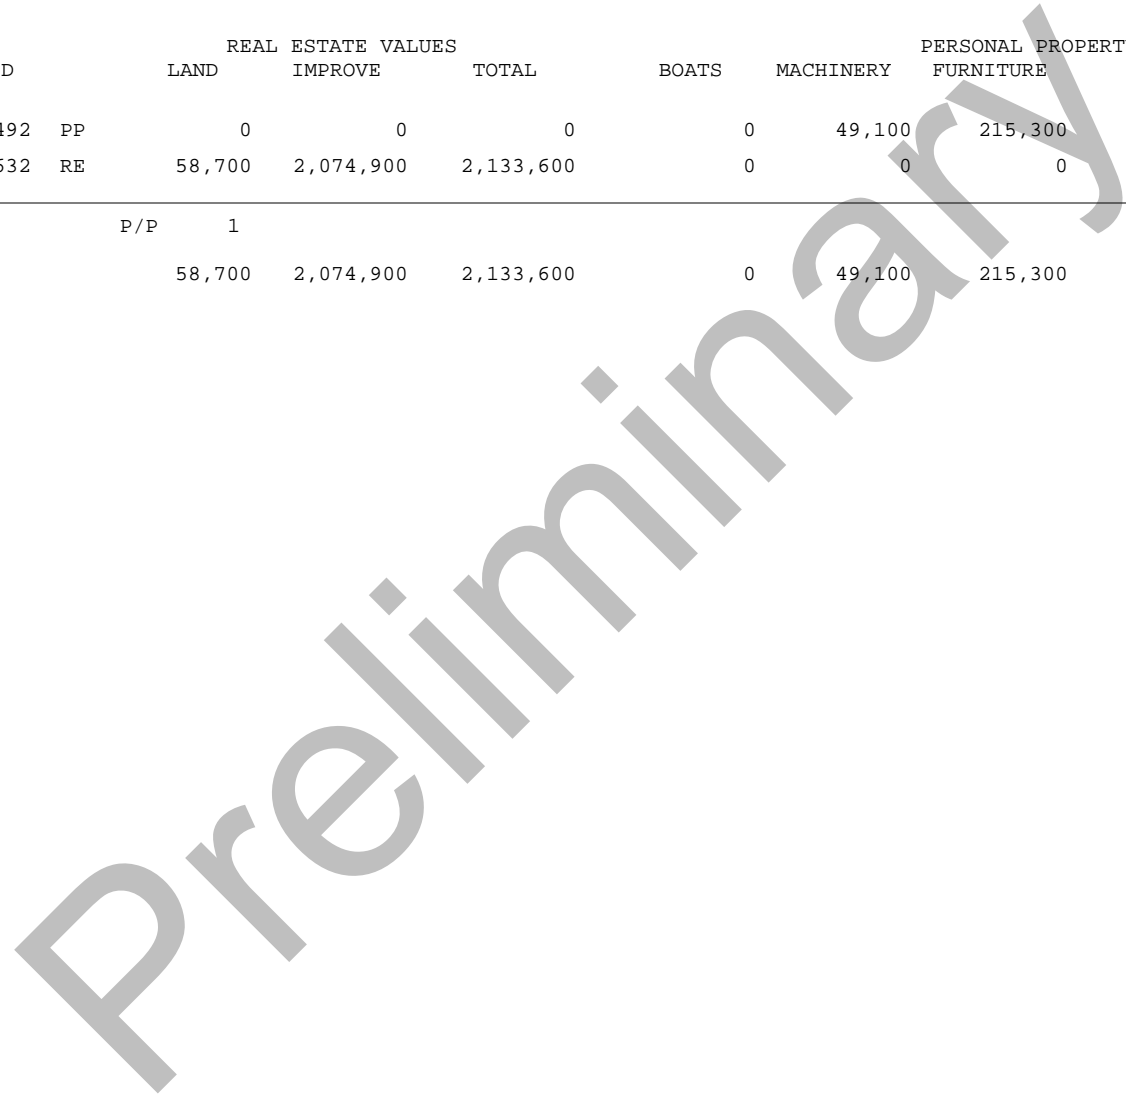 REAL ESTATE VALUES PERSONAL PROPERT
D LAND IMPROVE TOTAL BOATS MACHINERY FURNITURE
492 PP 0 0 0 0 49,100 215,300
532 RE 58,700 2,074,900 2,133,600 0 0 0
P/P 1
58,700 2,074,900 2,133,600 0 49,100 215,300
Preliminary